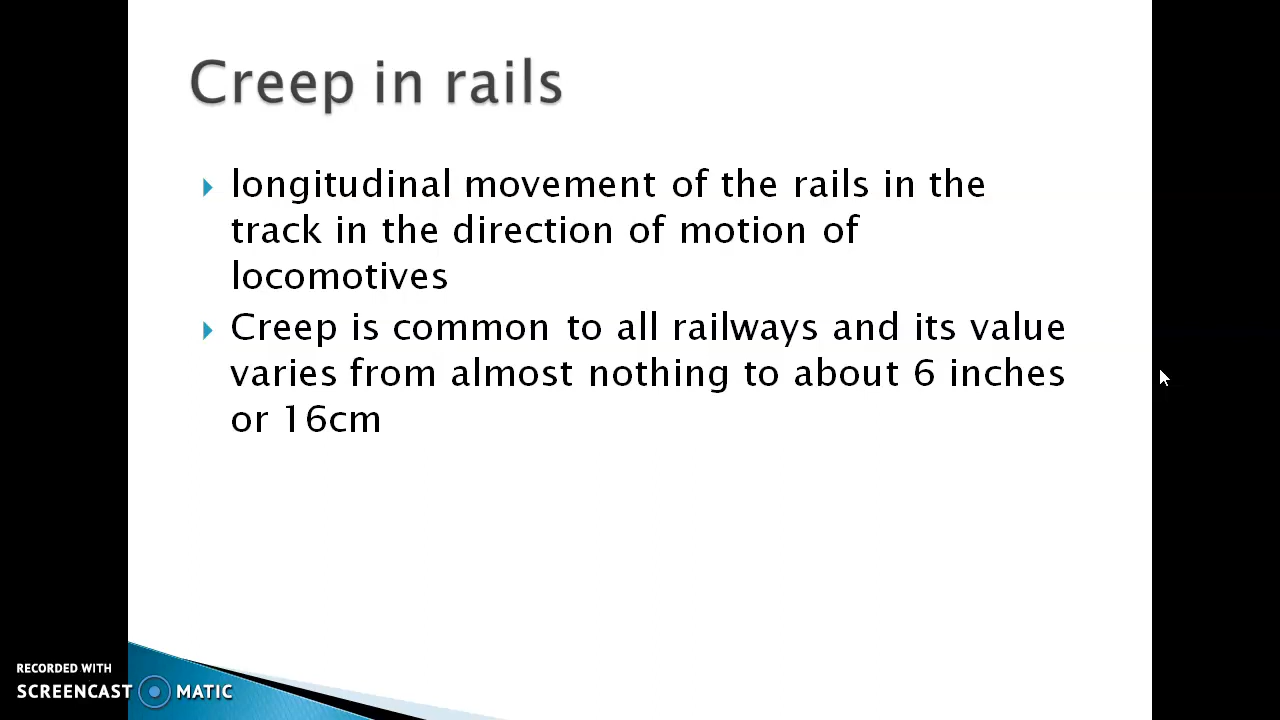 Creep in rails
longitudinal movement of the rails in the
track in the direction of motion of
locomotives
Creep is common to all railways and its value
varies from almost nothing to about 6 inches
or 16cm
RECORDED WITH
SCREENCAST MATIC